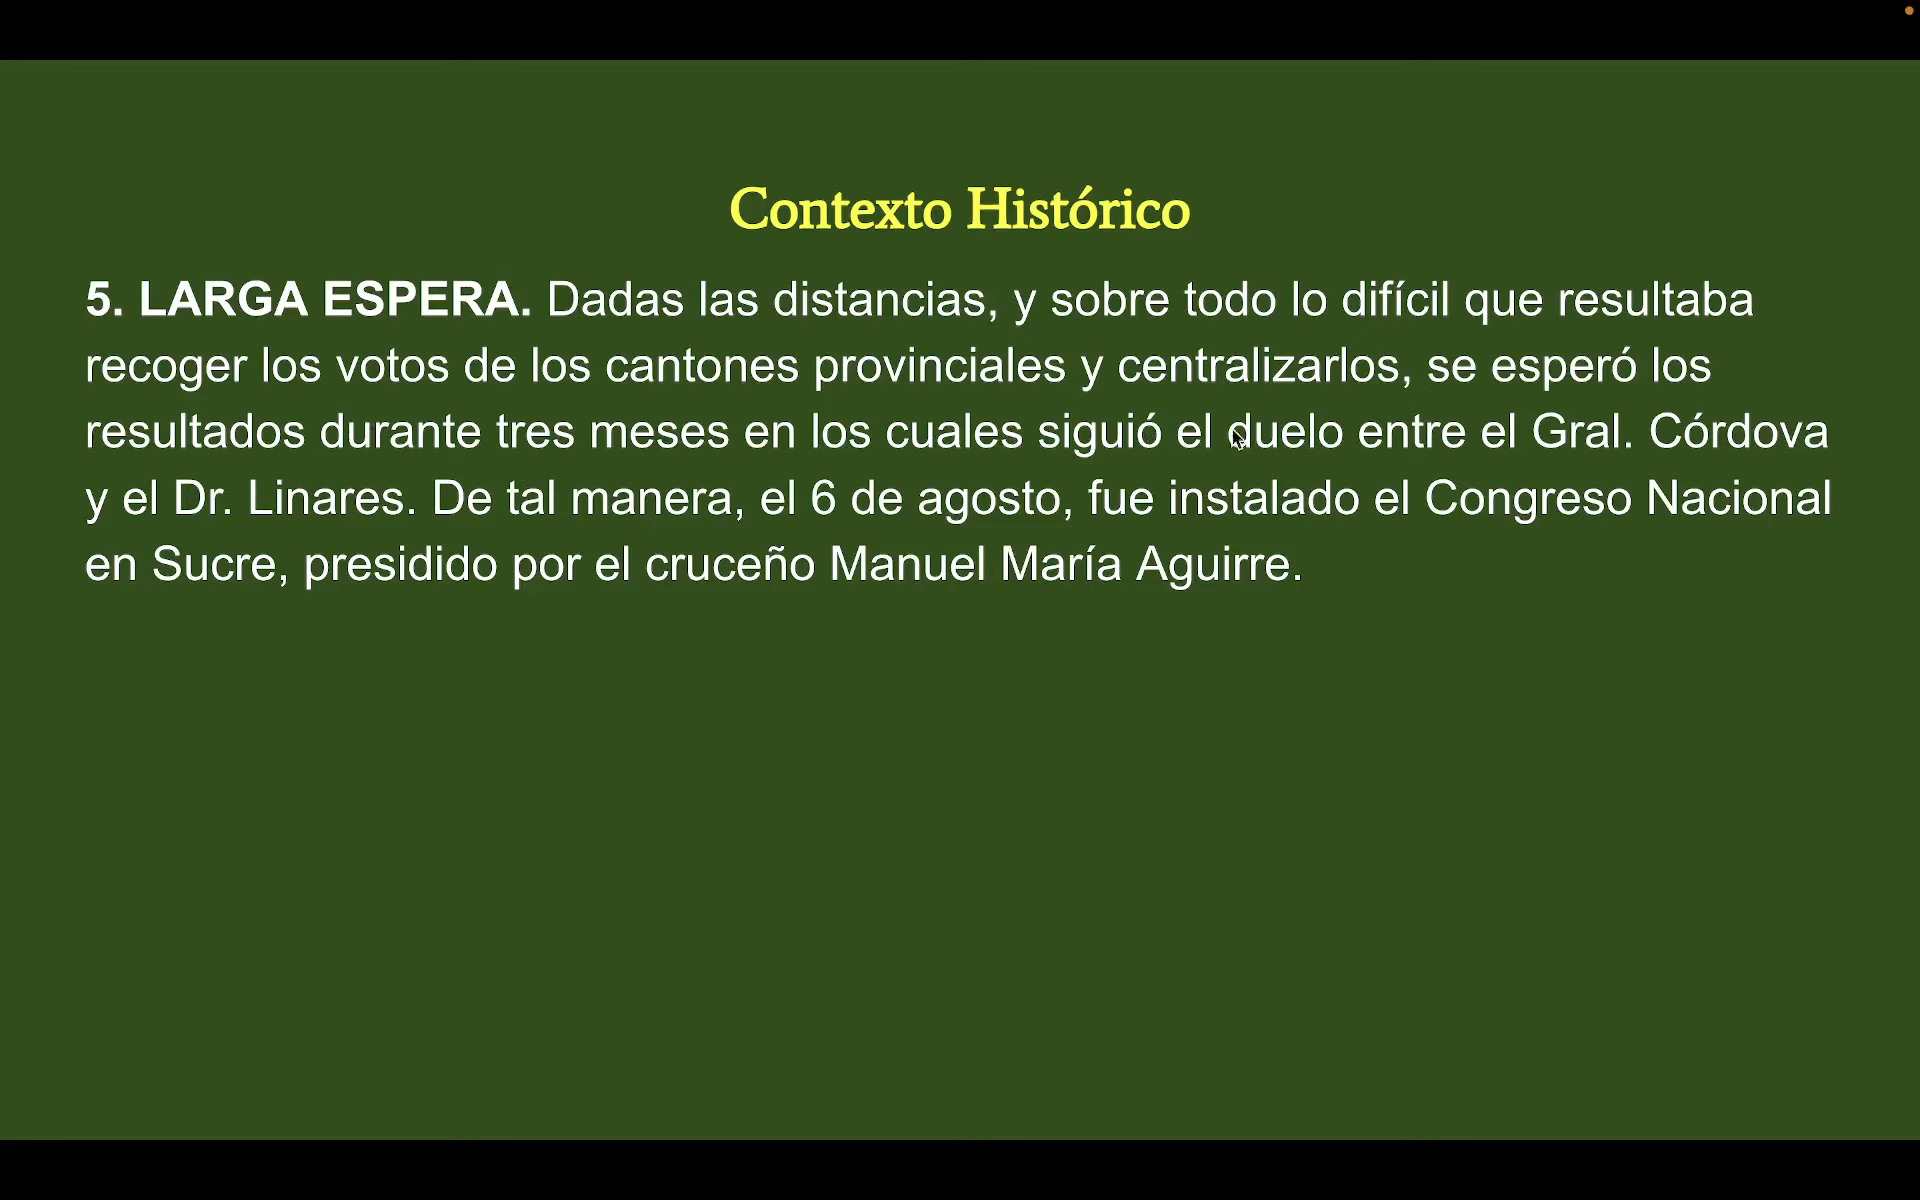 Contexto Histórico
5. LARGA ESPERA. Dadas las distancias, y sobre todo lo difícil que resultaba
recoger los votos de los cantones provinciales y centralizarlos, se esperó los
resultados durante tres meses en los cuales siguió el duelo entre el Gral. Córdova
y el Dr. Linares. De tal manera, el 6 de agosto, fue instalado el Congreso Nacional
en Sucre, presidido por el cruceño Manuel María Aguirre.